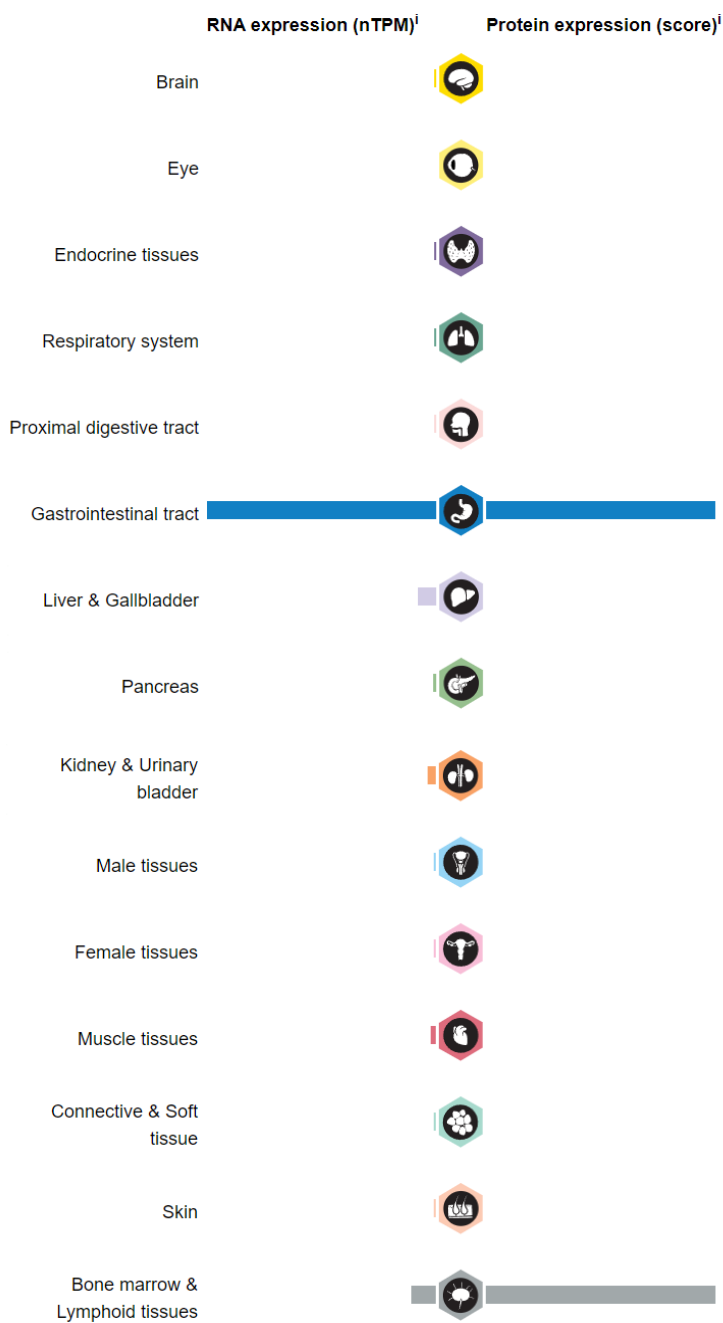 RNA expression (nTPM)i Protein expression (score)i
Brain
Eye
Endocrine tissues
Respiratory system
Proximal digestive tract
Gastrointestinal tract
Liver & Gallbladder
Pancreas
Kidney & Urinary
bladder
Male tissues
Female tissues
Muscle tissues
Connective & Soft
tissue
Skin
Bone marrow &
Lymphoid tissues